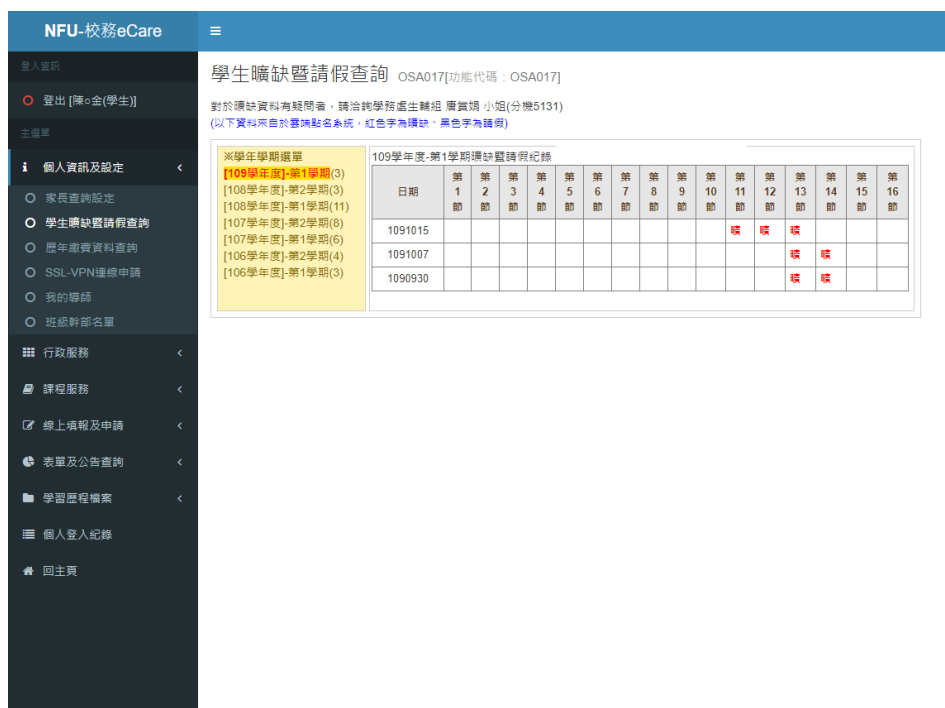 NFU-校務eCare
登入資訊
登出 [陳○金(學生)]
主選單
個人資訊及設定
家長查詢設定
學生曠缺暨請假查詢
歷年繳費資料查詢
SSL-VPN連線申請
我的導師
班級幹部名單
行政服務
課程服務
線上填報及申請
表單及公告查詢
學習歷程檔案
個人登入紀錄
回主頁
學生曠缺暨請假查詢 OSA017[功能代碼:OSA017]
對於曠缺資料有疑問者,請洽詢學務處生輔組 唐 娟 小姐(分機5131)
(以下資料來自於雲端點名系統,紅色字為曠缺、黑色字為請假)
※學年學期選單
[109學年度]-第1學期(3)
[108學年度]-第2學期(3)
[108學年度]-第1學期(11)
[107學年度]-第2學期(8)
[107學年度]-第1學期(6)
[106學年度]-第2學期(4)
[106學年度]-第1學期(3)
109學年度-第1學期曠缺暨請假紀錄
日期 第1節 第2節 第3節 第4節 第5節 第6節 第7節 第8節 第9節 第10節 第11節 第12節 第13節 第14節 第15節 第16節
1091015 曠 曠 曠
1091007 曠 曠
1090930 曠 曠